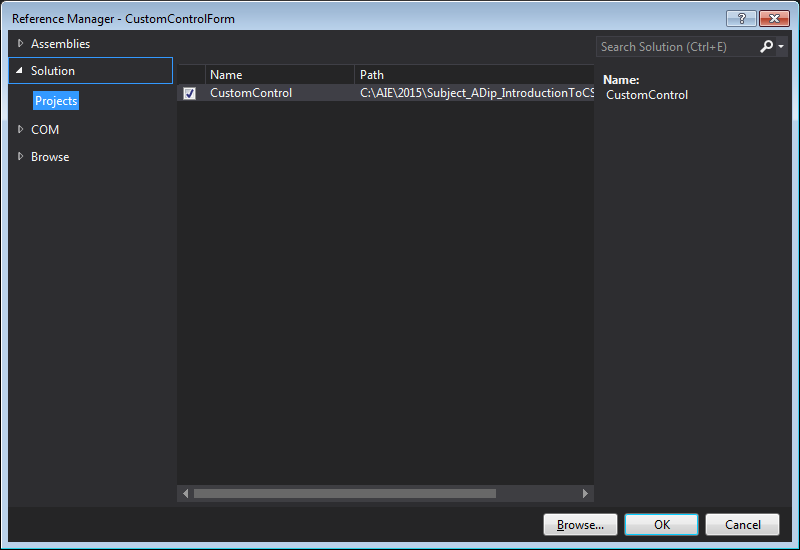 Reference Manager - CustomControlForm
?
Assemblies
Search Solution (Ctrl+E)
Solution
Name Path
Name:
Projects
CustomControl C:\AIE\2015\Subject_ADip_IntroductionToCS
CustomControl
COM
Browse
Browse... OK Cancel